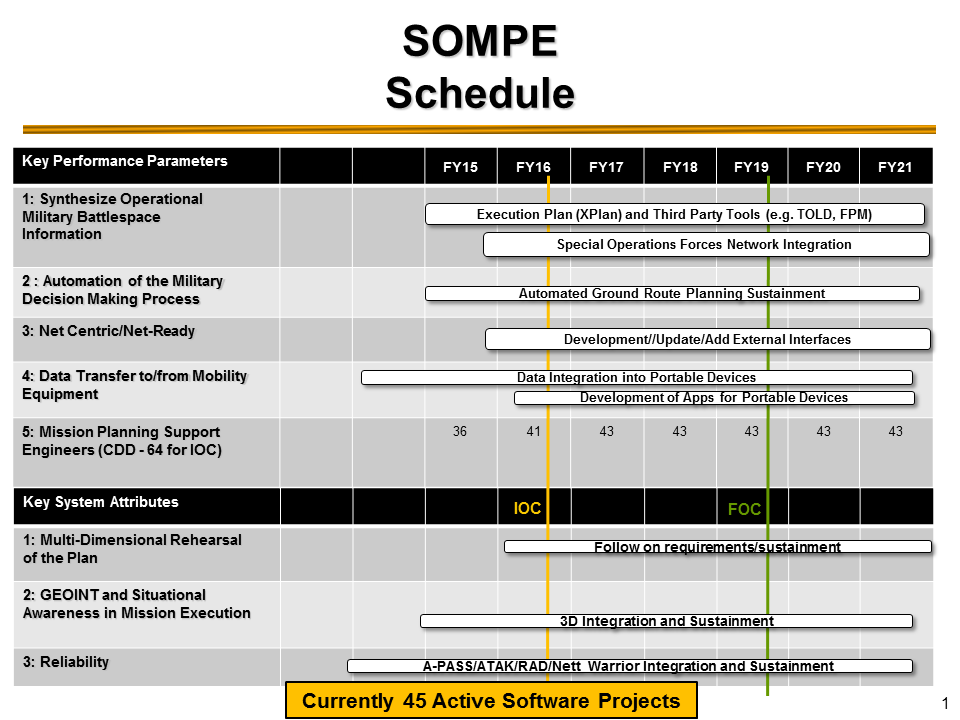 SOMPE
Schedule
Key Performance Parameters
FY15 FY16 FY17 FY18 FY19 FY20 FY21
1: Synthesize Operational
Military Battlespace
Information
Execution Plan (XPlan) and Third Party Tools (e.g. TOLD, FPM)
Special Operations Forces Network Integration
2 : Automation of the Military
Decision Making Process
Automated Ground Route Planning Sustainment
3: Net Centric/Net-Ready
Development//Update/Add External Interfaces
4: Data Transfer to/from Mobility
Equipment
Data Integration into Portable Devices
Development of Apps for Portable Devices
5: Mission Planning Support
Engineers (CDD - 64 for IOC)
36 41 43 43 43 43 43
Key System Attributes
IOC FOC
1: Multi-Dimensional Rehearsal
of the Plan
Follow on requirements/sustainment
2: GEOINT and Situational
Awareness in Mission Execution
3D Integration and Sustainment
3: Reliability
A-PASS/ATAK/RAD/Nett Warrior Integration and Sustainment
Currently 45 Active Software Projects
1